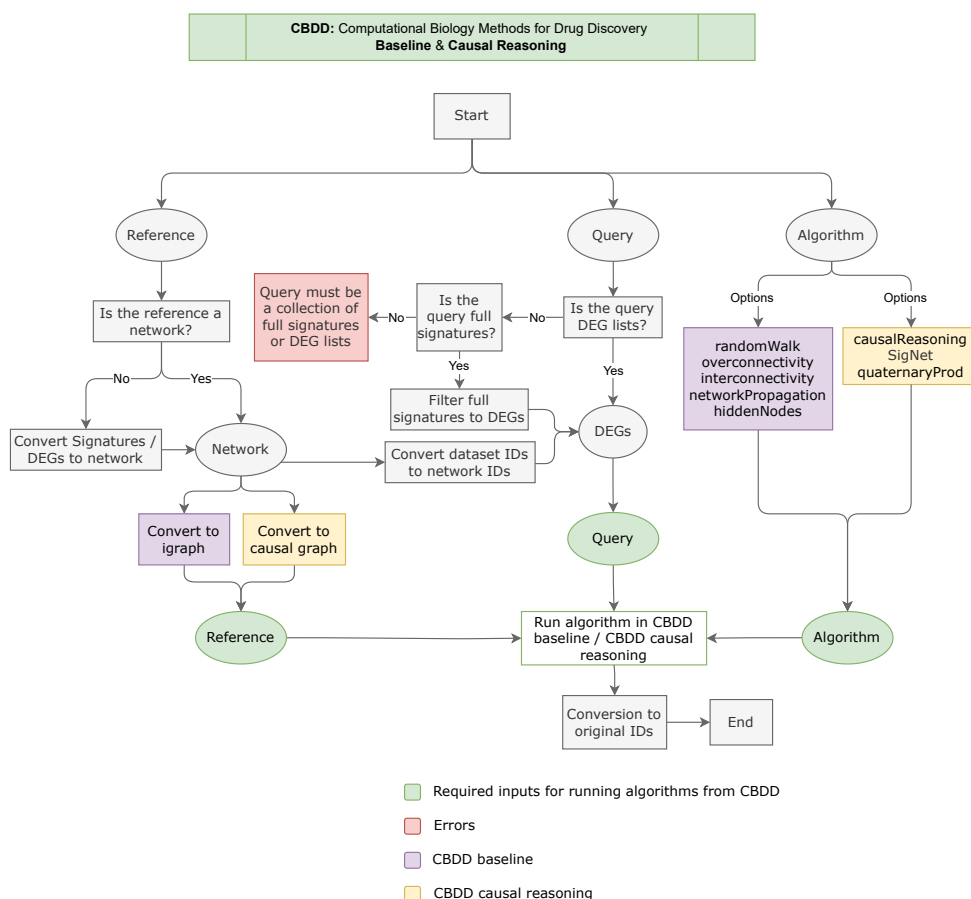 CBDD: Computational Biology Methods for Drug Discovery
Baseline & Causal Reasoning
Start
Reference
Query
Algorithm
Is the reference a
network?
Query must be
a collection of
full signatures
or DEG lists
No
Is the
query full
signatures?
No
Is the query
DEG lists?
Options
Options
randomWalk
overconnectivity
interconnectivity
networkPropagation
hiddenNodes
causalReasoning
SigNet
quaternaryProd
No
Yes
Yes
Yes
Convert Signatures /
DEGs to network
Network
Filter full
signatures to DEGs
Convert dataset IDs
to network IDs
DEGs
Convert to
igraph
Convert to
causal graph
Query
Reference
Run algorithm in CBDD
baseline / CBDD causal
reasoning
Algorithm
Conversion to
original IDs
End
Required inputs for running algorithms from CBDD
Errors
CBDD baseline
CBDD causal reasoning